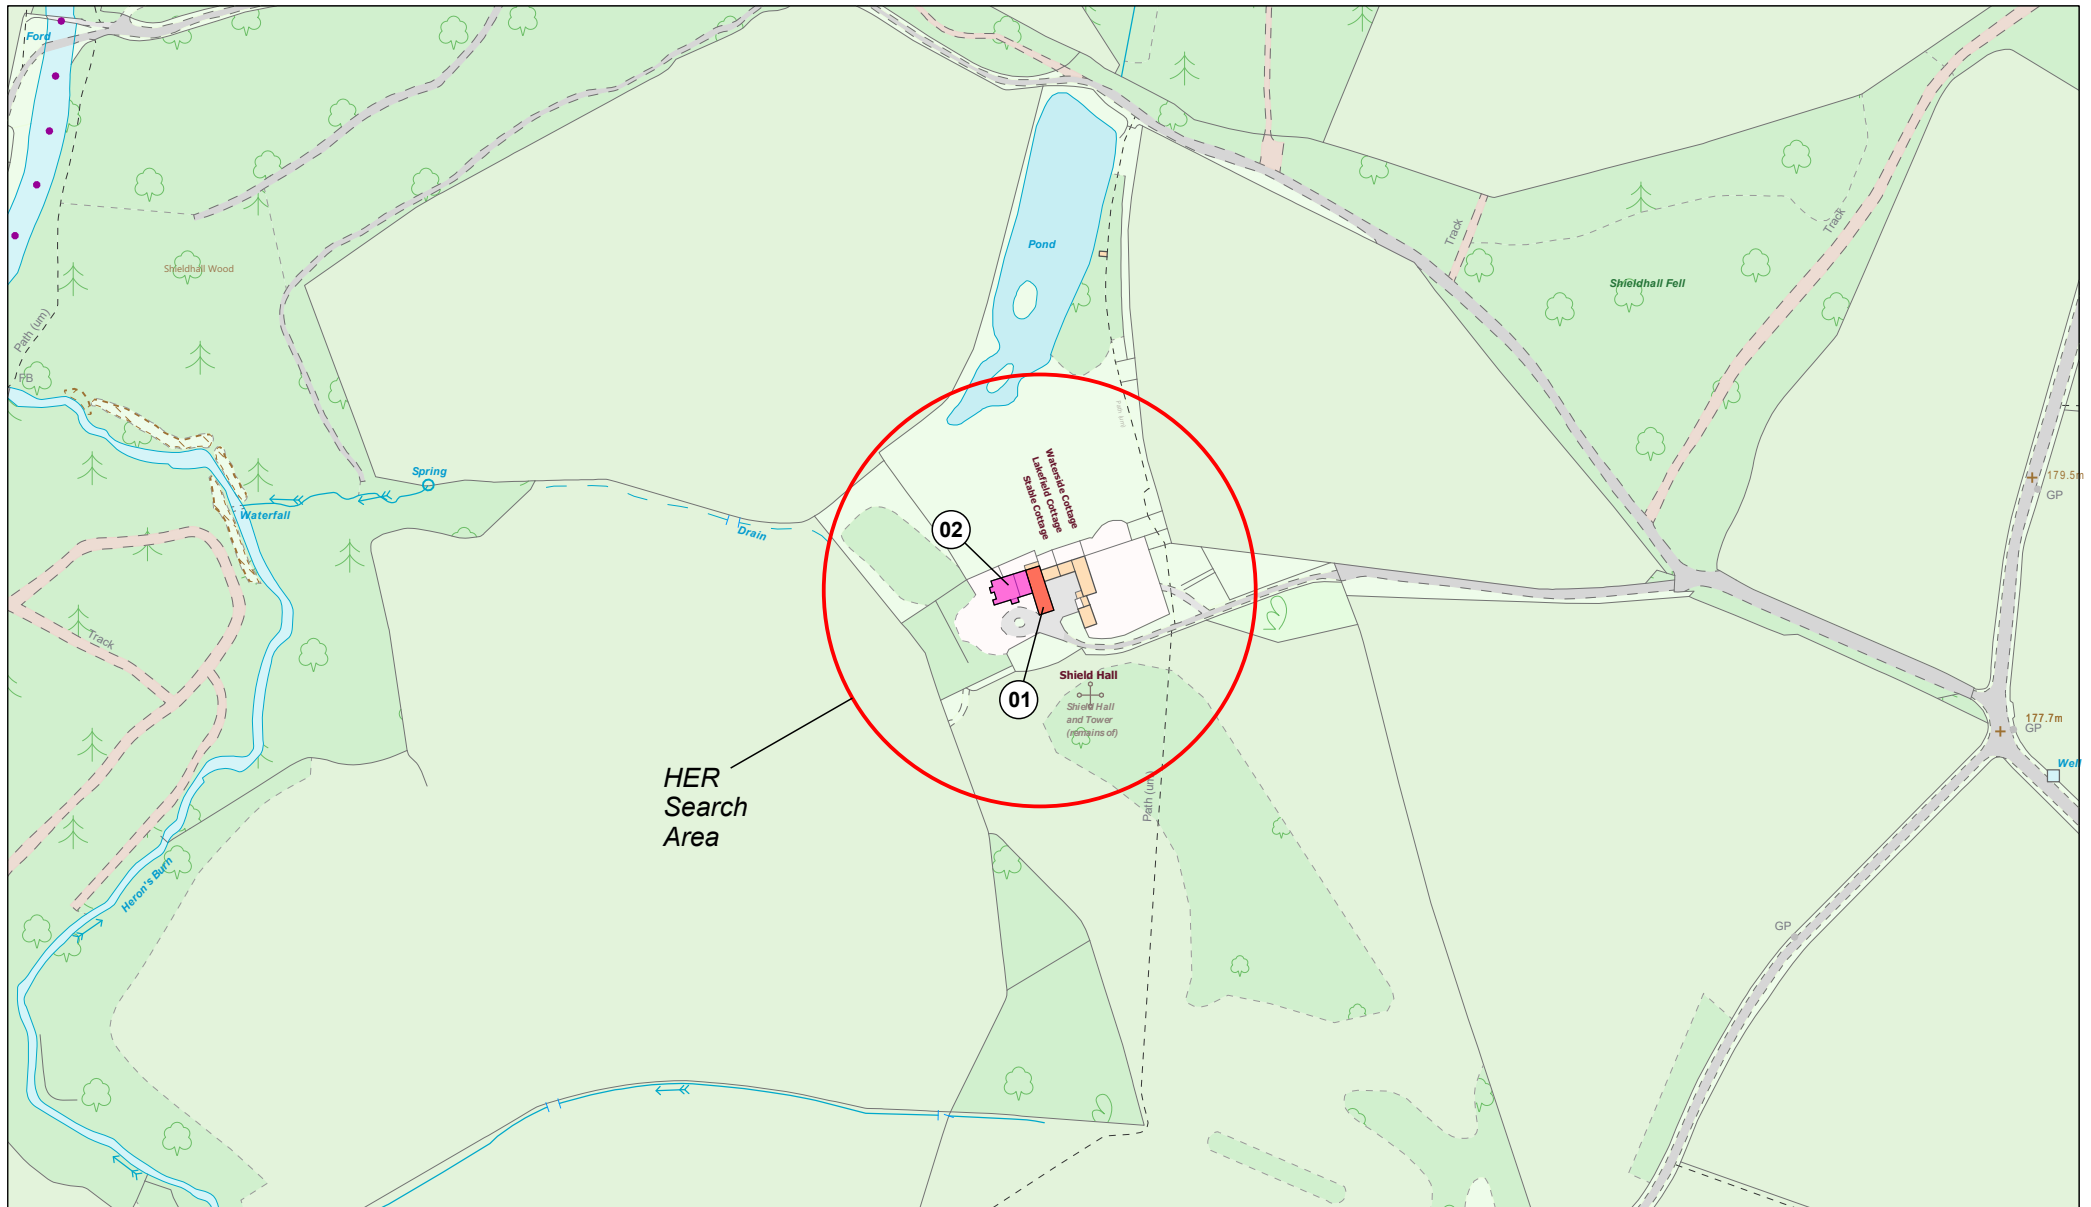 Ford
Pond
Track
Track
Shieldhall Wood
Shieldhall Fell
Path (um)
FB
Path (um)
Spring
179.5m
GP
Waterfall
Drain
Waterside Cottage
Lakefield Cottage
Stable Cottage
02
Track
Shield Hall
01
Shield Hall
and Tower
(remains of)
177.7m
GP
Well
HER
Search
Area
Path (um)
Heron's Burn
GP